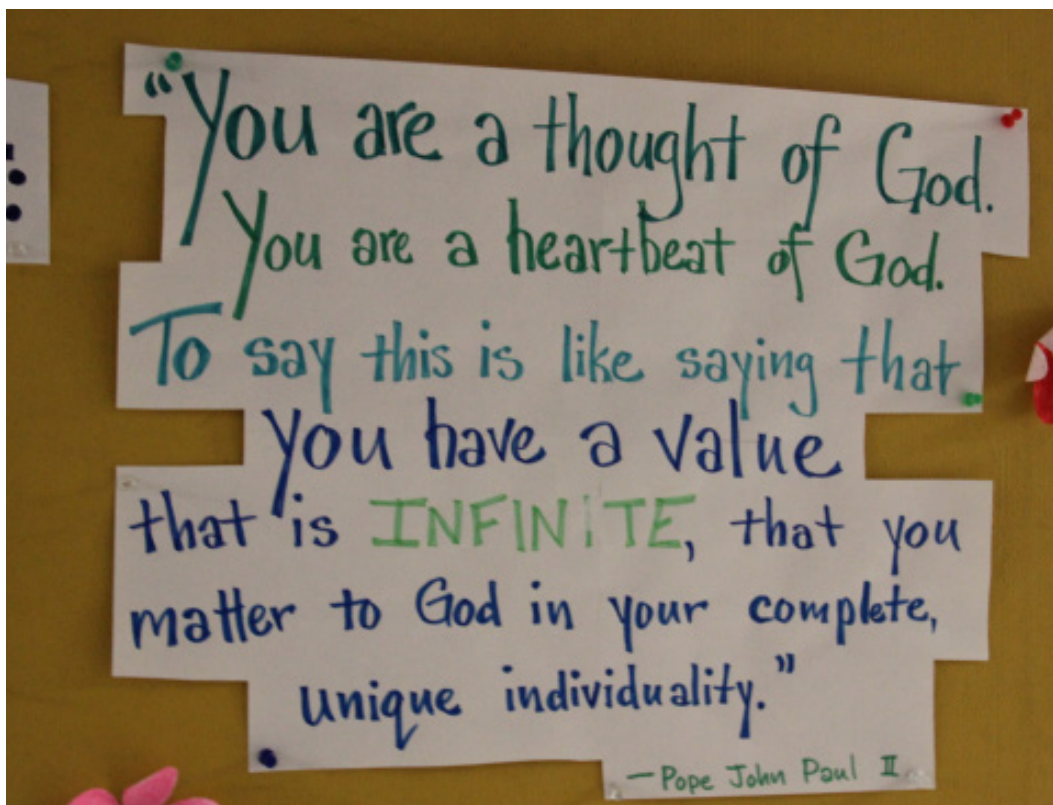 “You are a thought of God.
You are a heartbeat of God.
To say this is like saying that
you have a value
that is INFINiTE, that you
matter to God in your complete,
unique individuality.”
—Pope John Paul II